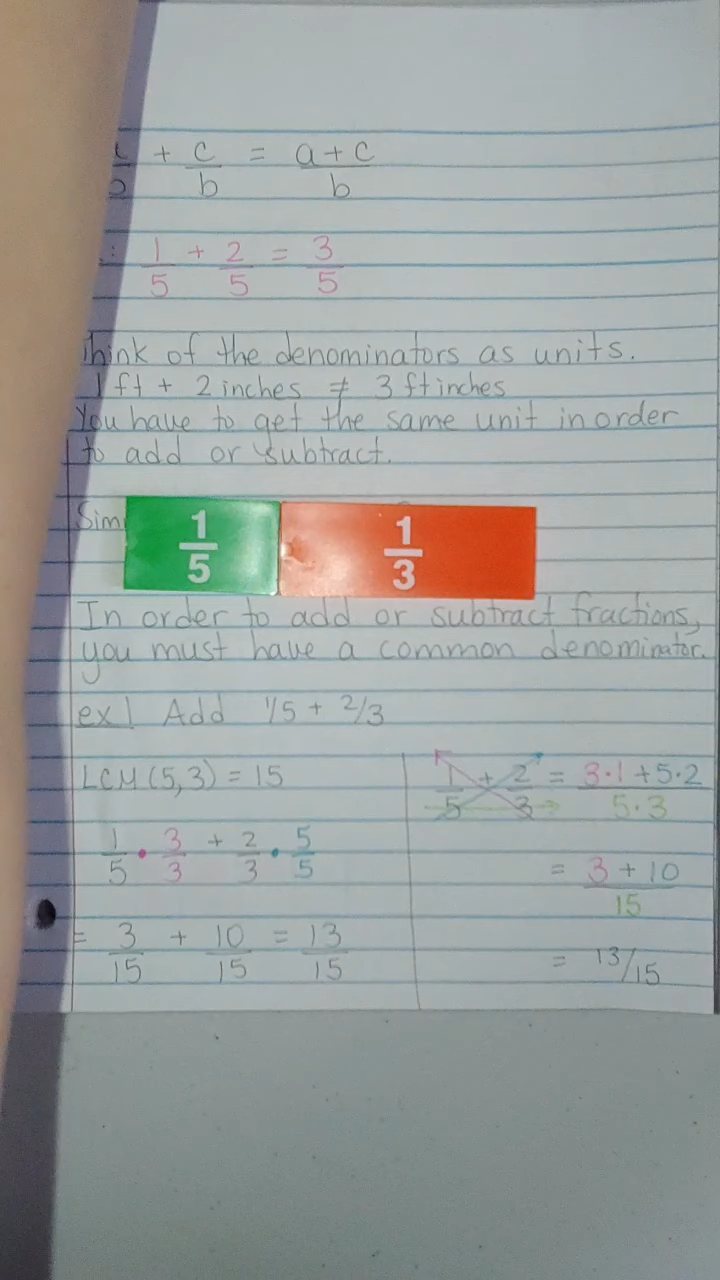 + c/b = a+c/b
: 1/5 + 2/5 = 3/5
hink of the denominators as units.
1 ft + 2 inches ≠ 3 ft inches
You have to get the same unit in order
to add or subtract.
Sim
1/5 1/3
In order to add or subtract fractions,
you must have a common denominator.
ex1 Add 1/5 + 2/3
LCM (5,3) = 15
1/5 • 3/3 + 2/3 • 5/5
= 3/15 + 10/15 = 13/15
1/5 + 2/3 = 3•1+5•2/5•3
= 3+10/15
= 13/15